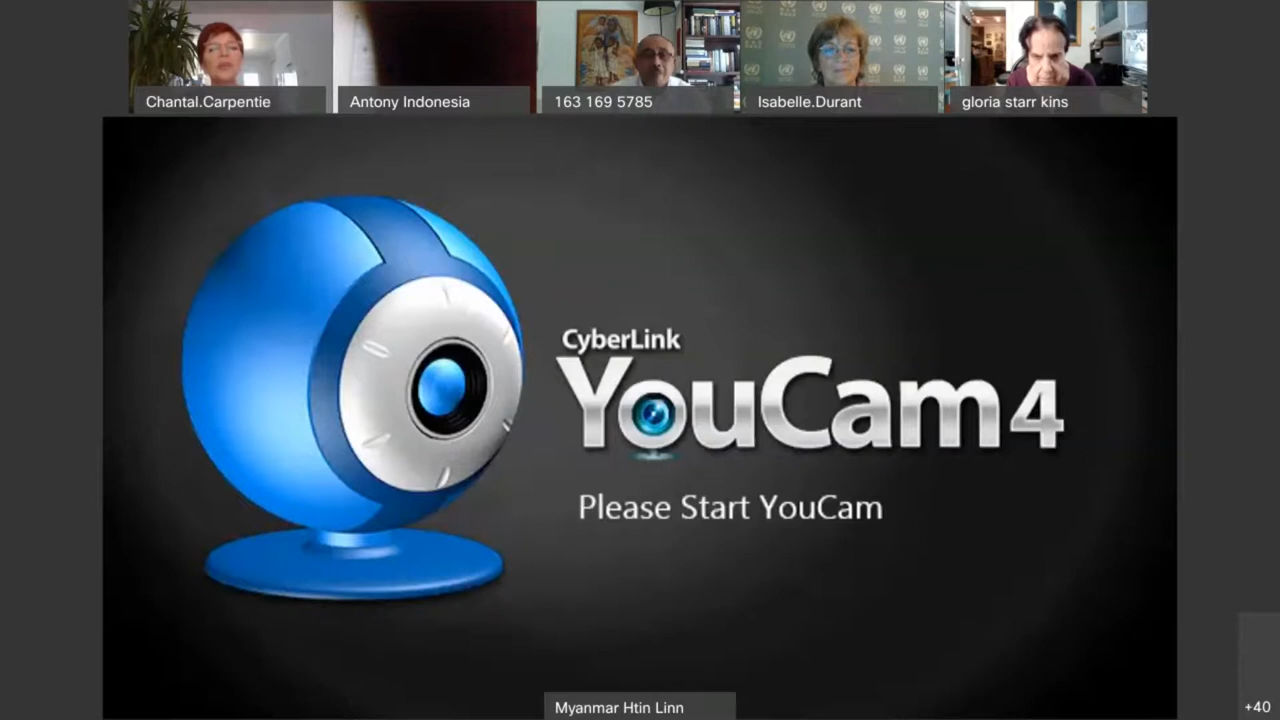 Chantal.Carpentie
Antony Indonesia
163 169 5785
Isabelle.Durant
gloria starr kins
CyberLink
YouCam 4
Please Start YouCam
Myanmar Htin Linn
+40